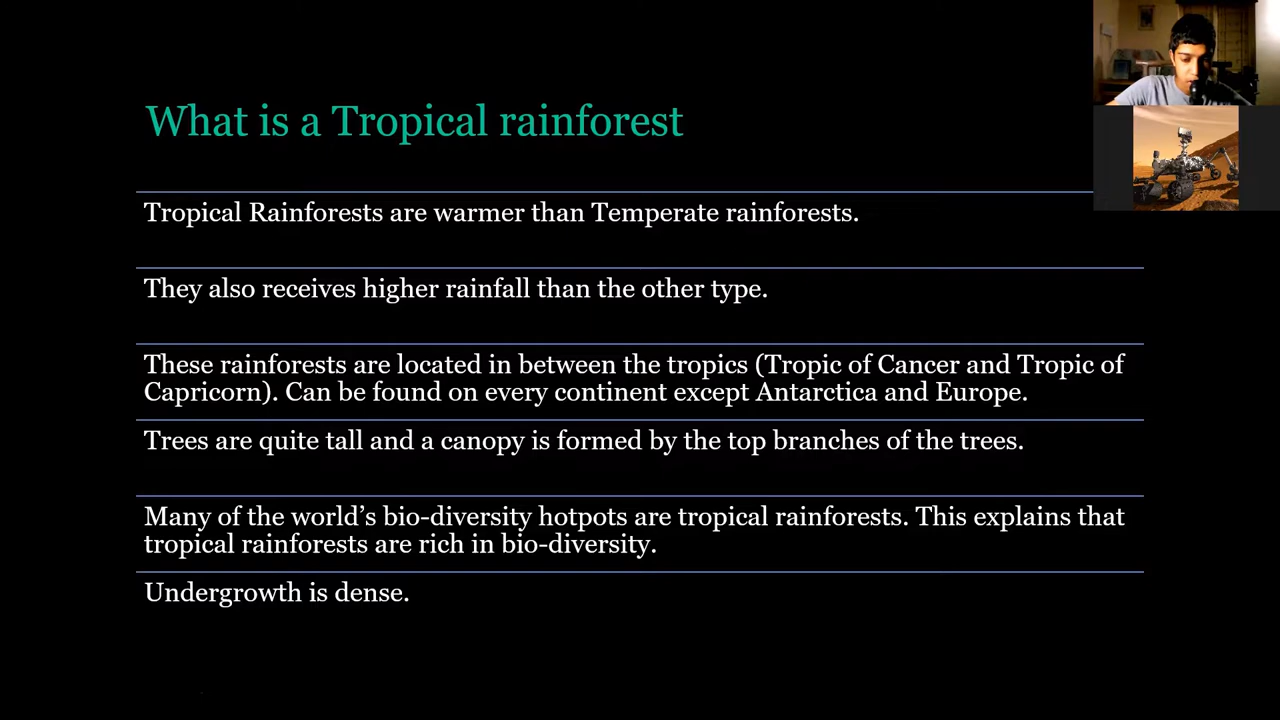 What is a Tropical rainforest
Tropical Rainforests are warmer than Temperate rainforests.
They also receives higher rainfall than the other type.
These rainforests are located in between the tropics (Tropic of Cancer and Tropic of
Capricorn). Can be found on every continent except Antarctica and Europe.
Trees are quite tall and a canopy is formed by the top branches of the trees.
Many of the world’s bio-diversity hotpots are tropical rainforests. This explains that
tropical rainforests are rich in bio-diversity.
Undergrowth is dense.